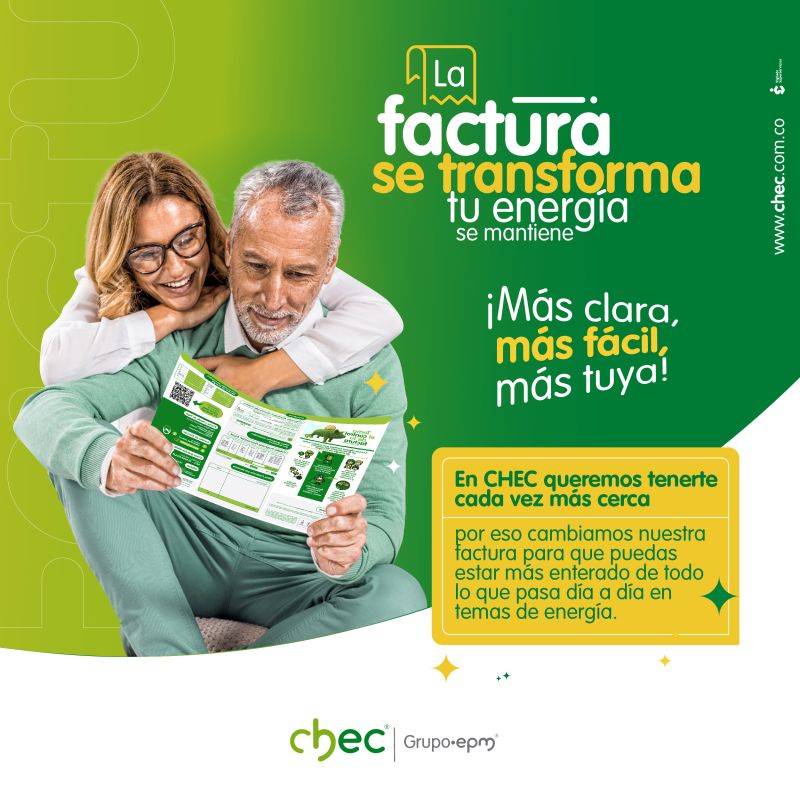 La
factura
se transforma
tu energía
se mantiene
www.chec.com.co
¡Más clara,
más fácil,
más tuya!
En CHEC queremos tenerte
cada vez más cerca
por eso cambiamos nuestra
factura para que puedas
estar más enterado de todo
lo que pasa día a día en
temas de energía.
chec®
Grupo·epm®